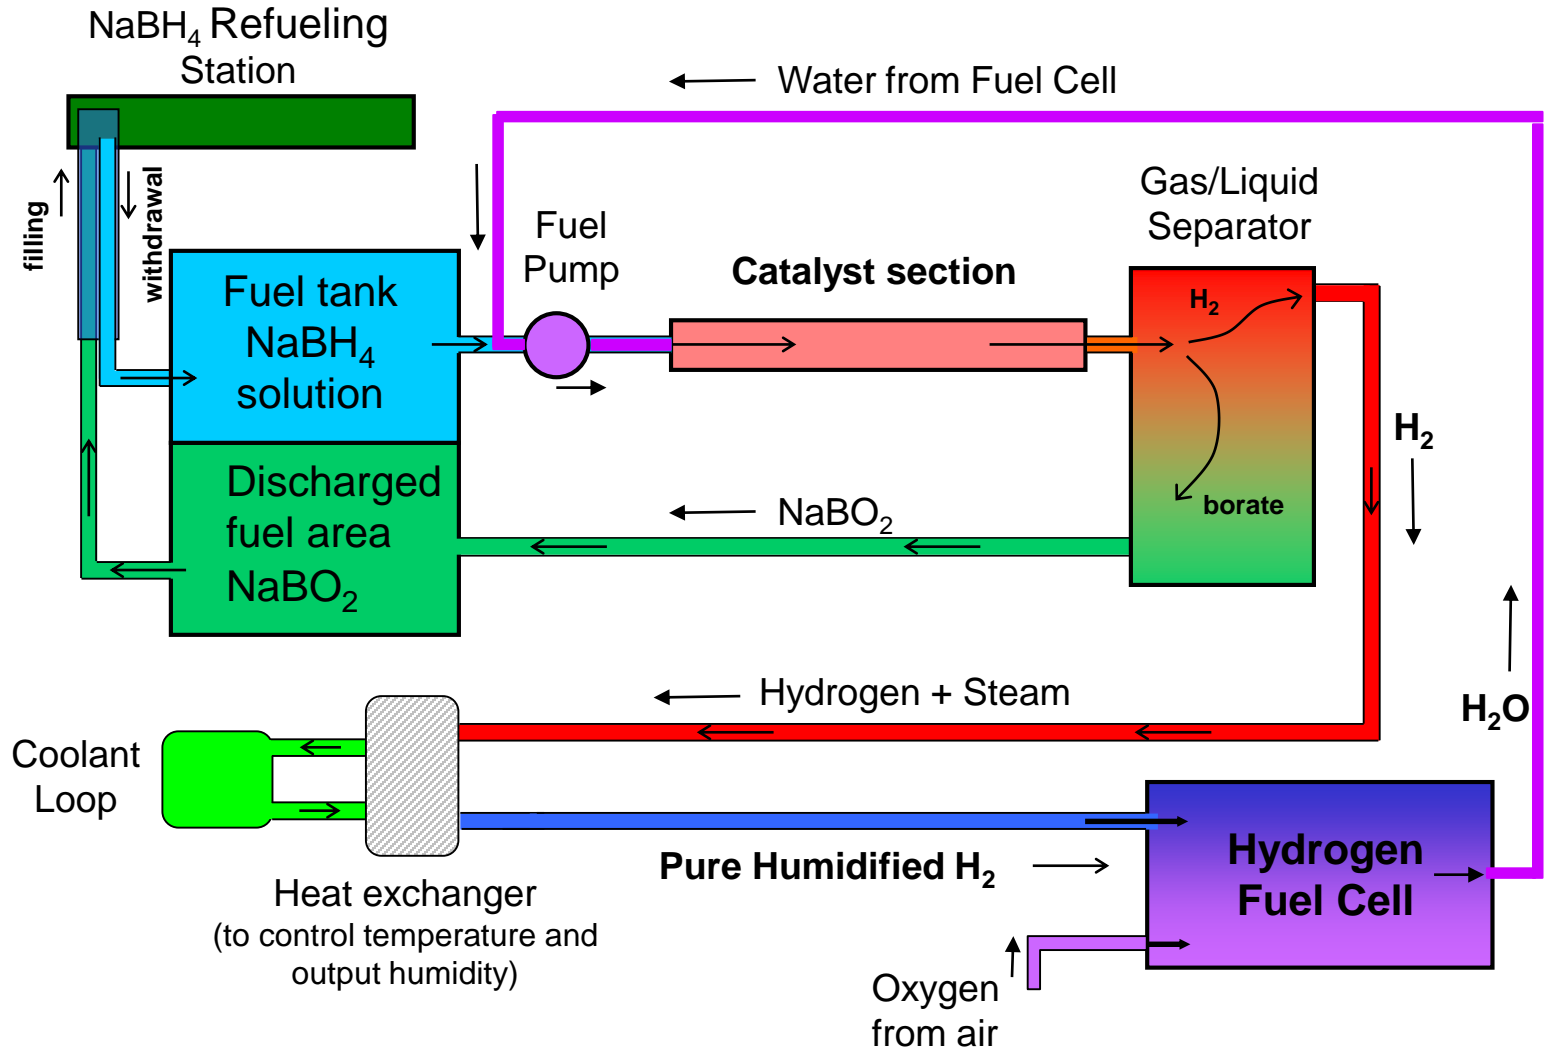 NaBH₄ Refueling
Station
Water from Fuel Cell
filling
withdrawal
Fuel
Pump
Catalyst section
Gas/Liquid
Separator
Fuel tank
NaBH₄
solution
H₂
borate
H₂
Discharged
fuel area
NaBO₂
NaBO₂
Hydrogen + Steam
H₂O
Coolant
Loop
Heat exchanger
(to control temperature and
output humidity)
Pure Humidified H₂
Hydrogen
Fuel Cell
Oxygen
from air